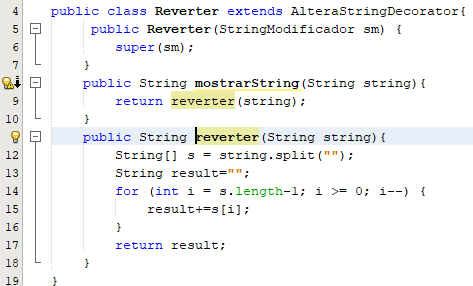 4 public class Reverter extends AlteraStringDecorator{
5 public Reverter(StringModificador sm) {
6 super(sm);
7 }
public String mostrarString(String string){
9 return reverter(string);
10 }
public String reverter(String string){
12 String[] s = string.split("");
13 String result="";
14 for (int i = s.length-1; i >= 0; i--) {
15 result+=s[i];
16 }
17 return result;
18 }
19 }